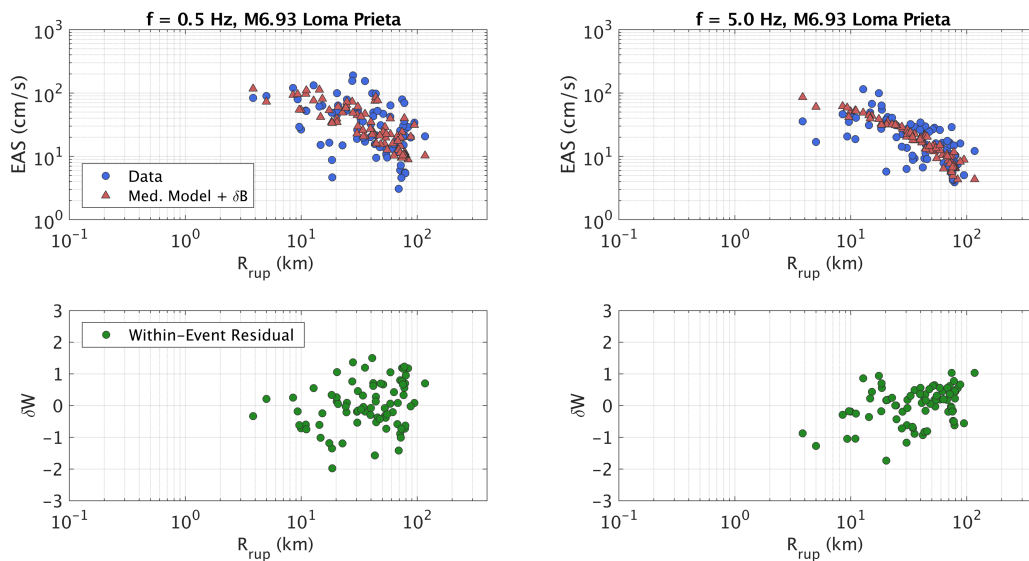 f = 0.5 Hz, M6.93 Loma Prieta
10³
10²
10¹
10⁰
EAS (cm/s)
Data
Med. Model + δB
10⁻¹ 10⁰ 10¹ 10²
R_rup (km)
f = 5.0 Hz, M6.93 Loma Prieta
10³
10²
10¹
10⁰
EAS (cm/s)
10⁻¹ 10⁰ 10¹ 10²
R_rup (km)
3
2
1
0
-1
-2
-3
δW
Within-Event Residual
10⁻¹ 10⁰ 10¹ 10²
R_rup (km)
3
2
1
0
-1
-2
-3
δW
10⁻¹ 10⁰ 10¹ 10²
R_rup (km)